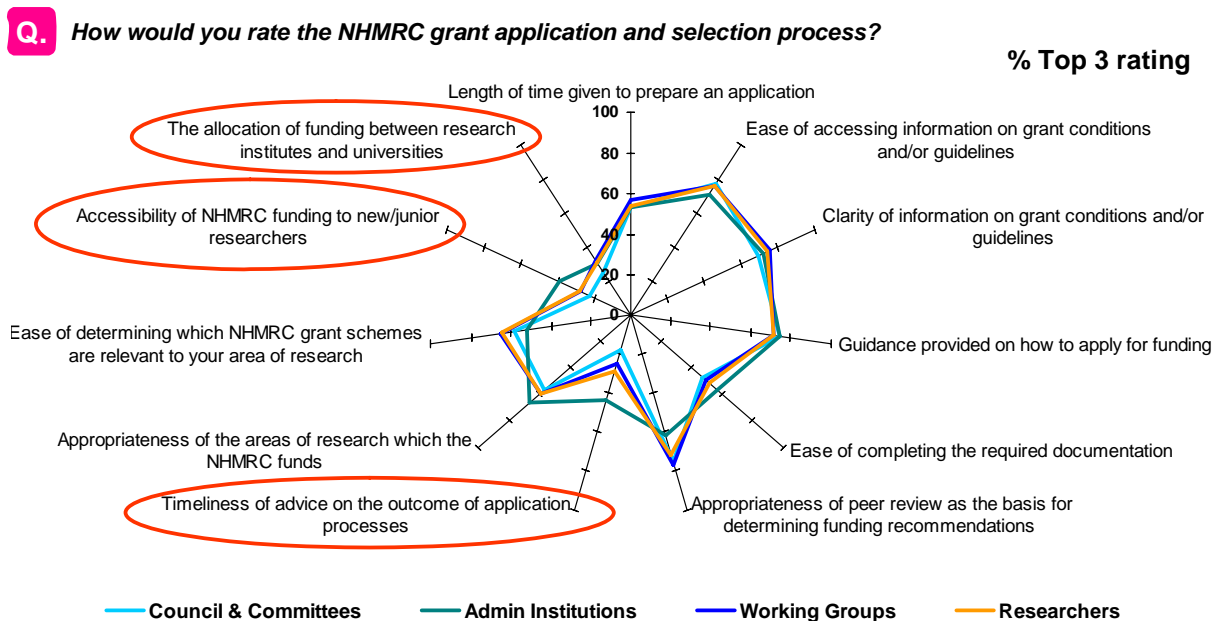 Q.
How would you rate the NHMRC grant application and selection process?
% Top 3 rating
Length of time given to prepare an application
The allocation of funding between research
institutes and universities
Ease of accessing information on grant conditions
and/or guidelines
Accessibility of NHMRC funding to new/junior
researchers
Clarity of information on grant conditions and/or
guidelines
100
80
60
40
20
0
Ease of determining which NHMRC grant schemes
are relevant to your area of research
Guidance provided on how to apply for funding
Appropriateness of the areas of research which the
NHMRC funds
Ease of completing the required documentation
Timeliness of advice on the outcome of application
processes
Appropriateness of peer review as the basis for
determining funding recommendations
Council & Committees
Admin Institutions
Working Groups
Researchers